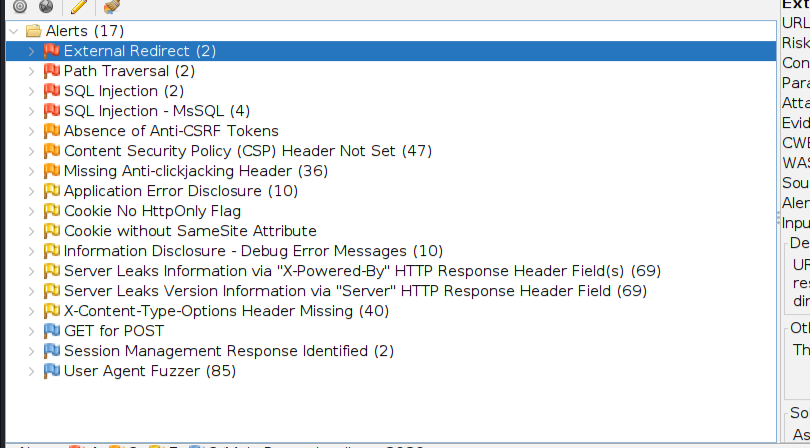 Alerts (17)
External Redirect (2)
Path Traversal (2)
SQL Injection (2)
SQL Injection - MsSQL (4)
Absence of Anti-CSRF Tokens
Content Security Policy (CSP) Header Not Set (47)
Missing Anti-clickjacking Header (36)
Application Error Disclosure (10)
Cookie No HttpOnly Flag
Cookie without SameSite Attribute
Information Disclosure - Debug Error Messages (10)
Server Leaks Information via "X-Powered-By" HTTP Response Header Field(s) (69)
Server Leaks Version Information via "Server" HTTP Response Header Field (69)
X-Content-Type-Options Header Missing (40)
GET for POST
Session Management Response Identified (2)
User Agent Fuzzer (85)
Ext
URL
Risk
Con
Para
Atta
Evid
CWE
WAS
Sou
Aler
Inpu
De
UR
res
dir
Oth
Th
So
As